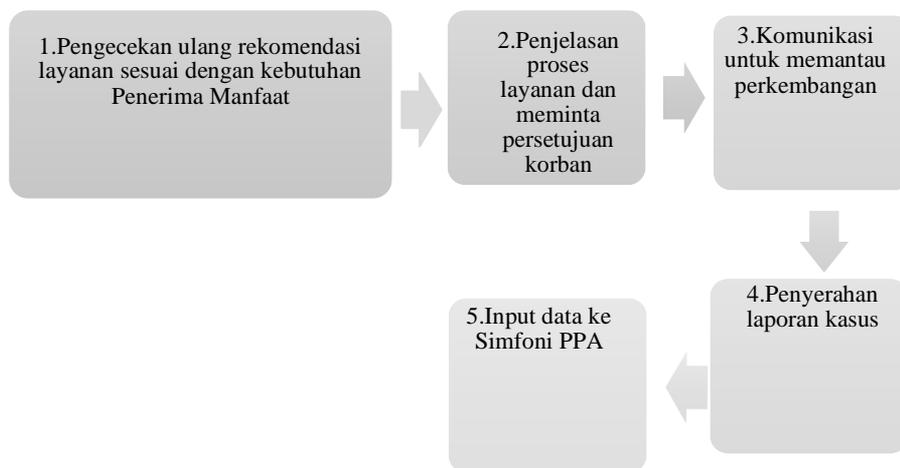 1.Pengecekan ulang rekomendasi
layanan sesuai dengan kebutuhan
Penerima Manfaat
2.Penjelasan
proses
layanan dan
meminta
persetujuan
korban
3.Komunikasi
untuk memantau
perkembangan
4.Penyerahan
laporan kasus
5.Input data ke
Simfoni PPA